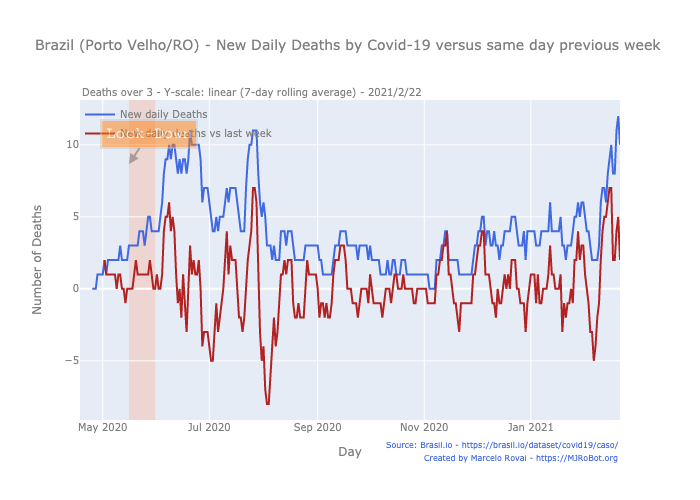 Brazil (Porto Velho/RO) - New Daily Deaths by Covid-19 versus same day previous week
Deaths over 3 - Y-scale: linear (7-day rolling average) - 2021/2/22
New daily Deaths
Lock Down
New daily deaths vs last week
10
5
0
−5
Number of Deaths
May 2020
Jul 2020
Sep 2020
Nov 2020
Jan 2021
Day
Source: Brasil.io - https://brasil.io/dataset/covid19/caso/
Created by Marcelo Rovai - https://MJRoBot.org